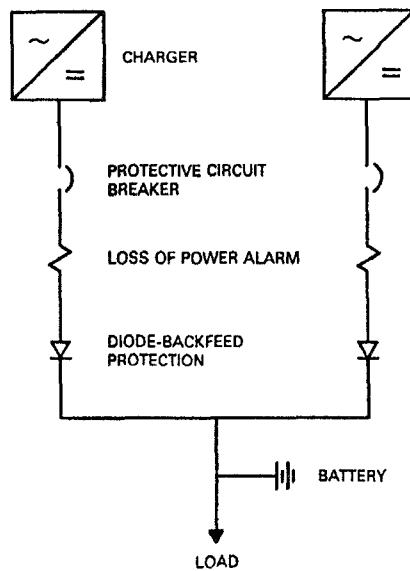 CHARGER
PROTECTIVE CIRCUIT
BREAKER
LOSS OF POWER ALARM
DIODE-BACKFEED
PROTECTION
BATTERY
LOAD